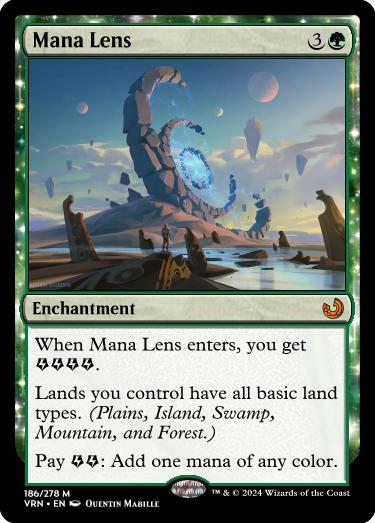 Mana Lens 3
Enchantment
When Mana Lens enters, you get
.
Lands you control have all basic land
types. (Plains, Island, Swamp,
Mountain, and Forest.)
Pay : Add one mana of any color.
186/278 M
VRN • EN Quentin Mabille
™ & © 2024 Wizards of the Coast